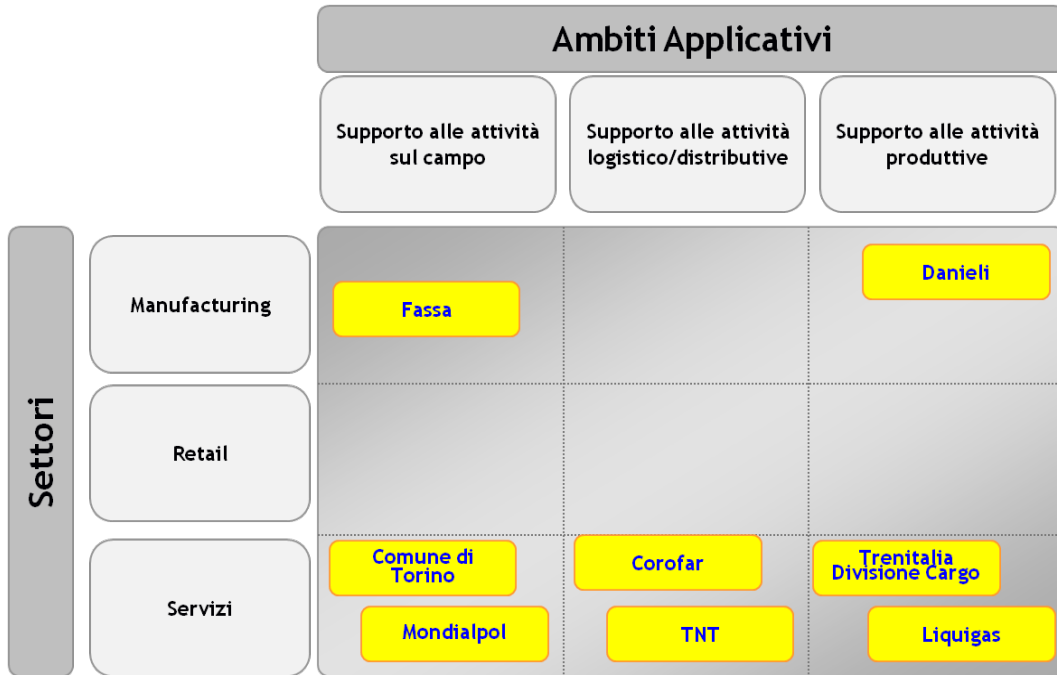 Ambiti Applicativi
Supporto alle attività
sul campo
Supporto alle attività
logistico/distributive
Supporto alle attività
produttive
Settori
Manufacturing
Fassa
Danieli
Retail
Servizi
Comune di
Torino
Mondialpol
Corofar
TNT
Trenitalia
Divisione Cargo
Liquigas